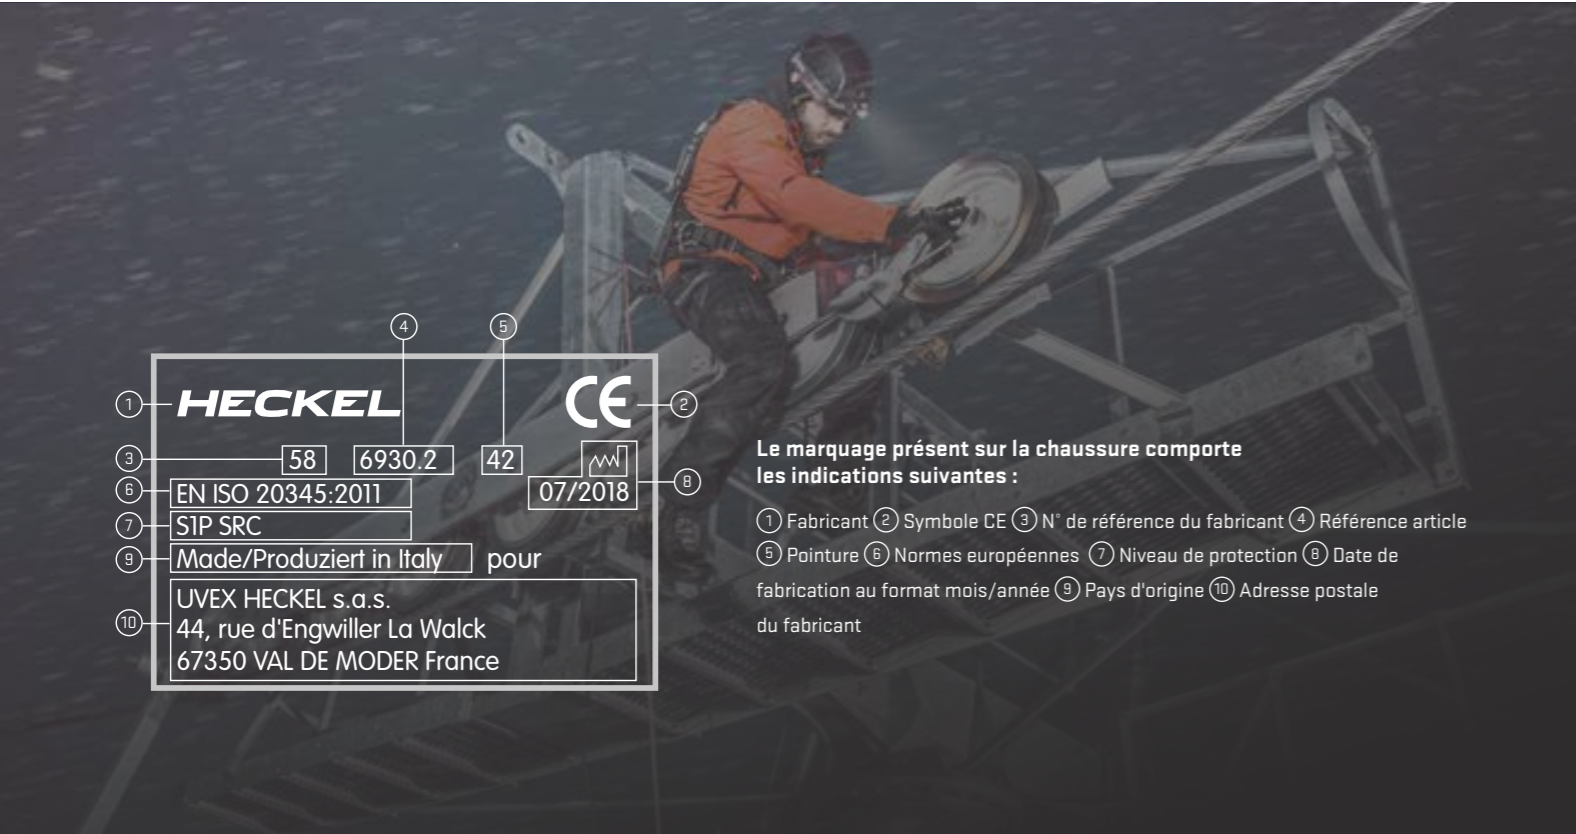 ④ ⑤
① HECKEL CE ②
③ 58 6930.2 42
⑥ EN ISO 20345:2011 07/2018 ⑧
⑦ S1P SRC
⑨ Made/Produziert in Italy pour
⑩ UVEX HECKEL s.a.s.
44, rue d'Engwiller La Walck
67350 VAL DE MODER France
Le marquage présent sur la chaussure comporte
les indications suivantes :
① Fabricant ② Symbole CE ③ N° de référence du fabricant ④ Référence article
⑤ Pointure ⑥ Normes européennes ⑦ Niveau de protection ⑧ Date de
fabrication au format mois/année ⑨ Pays d'origine ⑩ Adresse postale
du fabricant